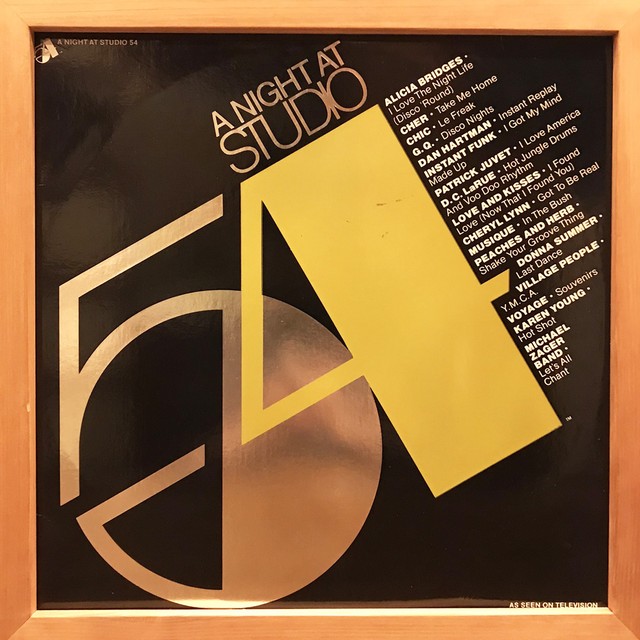 A NIGHT AT STUDIO 54
A NIGHT AT
STUDIO
54
ALICIA BRIDGES •
I Love The Night Life
(Disco 'Round)
CHER • Take Me Home
CHIC • Le Freak
G.Q. • Disco Nights
DAN HARTMAN • Instant Replay
INSTANT FUNK • I Got My Mind
Made Up
PATRICK JUVET • I Love America
D.C. LaRUE • Hot Jungle Drums
And Voo Doo Rhythm
LOVE AND KISSES • I Found
Love (Now That I Found You)
CHERYL LYNN • Got To Be Real
MUSIQUE • In The Bush
PEACHES AND HERB •
Shake Your Groove Thing
DONNA SUMMER •
Last Dance
VILLAGE PEOPLE •
Y.M.C.A.
VOYAGE • Souvenirs
KAREN YOUNG •
Hot Shot
MICHAEL
ZAGER
BAND •
Let's All
Chant
TM
AS SEEN ON TELEVISION